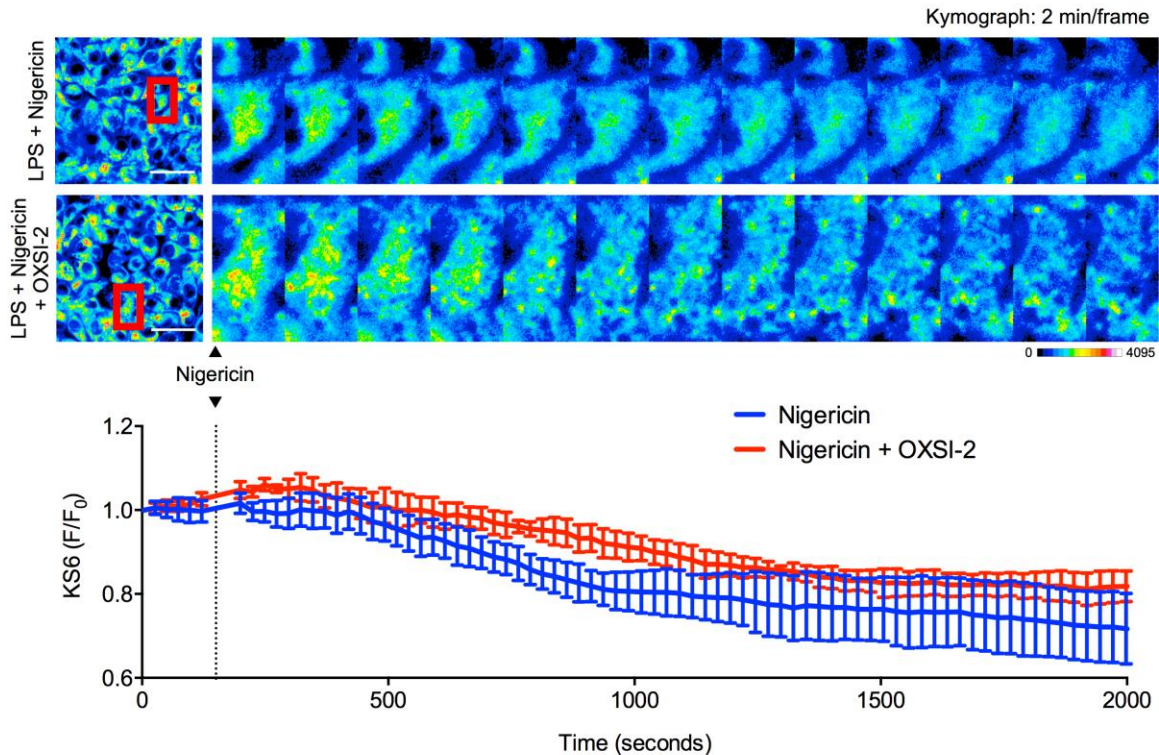 Kymograph: 2 min/frame
LPS + Nigericin
LPS + Nigericin
+ OXSI-2
0 4095
Nigericin
Nigericin
Nigericin + OXSI-2
KS6 (F/F0)
1.2
1.0
0.8
0.6
0 500 1000 1500 2000
Time (seconds)